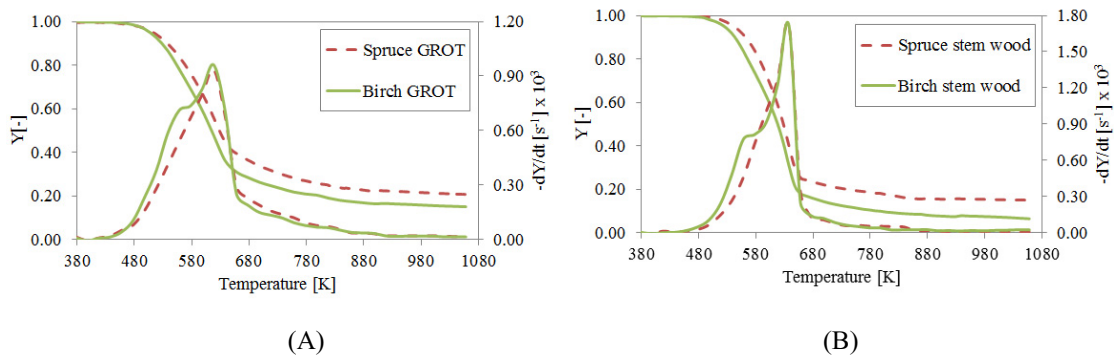 1.00
0.80
0.60
0.40
0.20
0.00
Y[-]
1.20
0.90
0.60
0.30
0.00
-dY/dt [s⁻¹] x 10³
Spruce GROT
Birch GROT
380 480 580 680 780 880 980 1080
Temperature [K]
(A)
1.00
0.80
0.60
0.40
0.20
0.00
Y [-]
1.80
1.50
1.20
0.90
0.60
0.30
0.00
-dY/dt [s⁻¹] x 10³
Spruce stem wood
Birch stem wood
380 480 580 680 780 880 980 1080
Temperature [K]
(B)